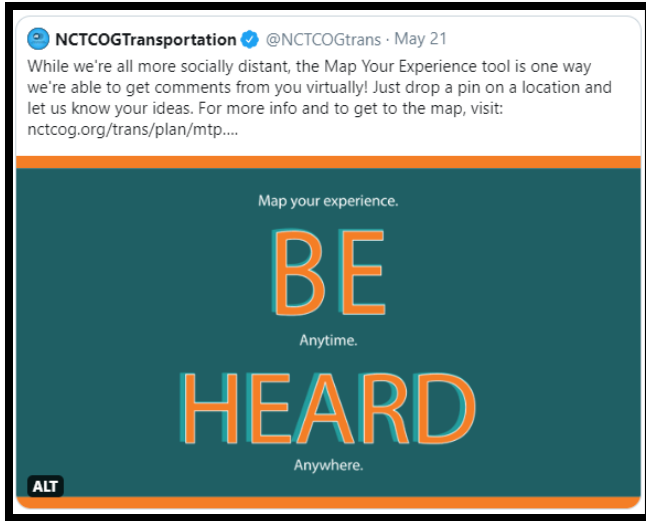 NCTCOGTransportation @NCTCOGtrans · May 21
While we're all more socially distant, the Map Your Experience tool is one way
we're able to get comments from you virtually! Just drop a pin on a location and
let us know your ideas. For more info and to get to the map, visit:
nctcog.org/trans/plan/mtp....
Map your experience.
BE
Anytime.
HEARD
Anywhere.
ALT